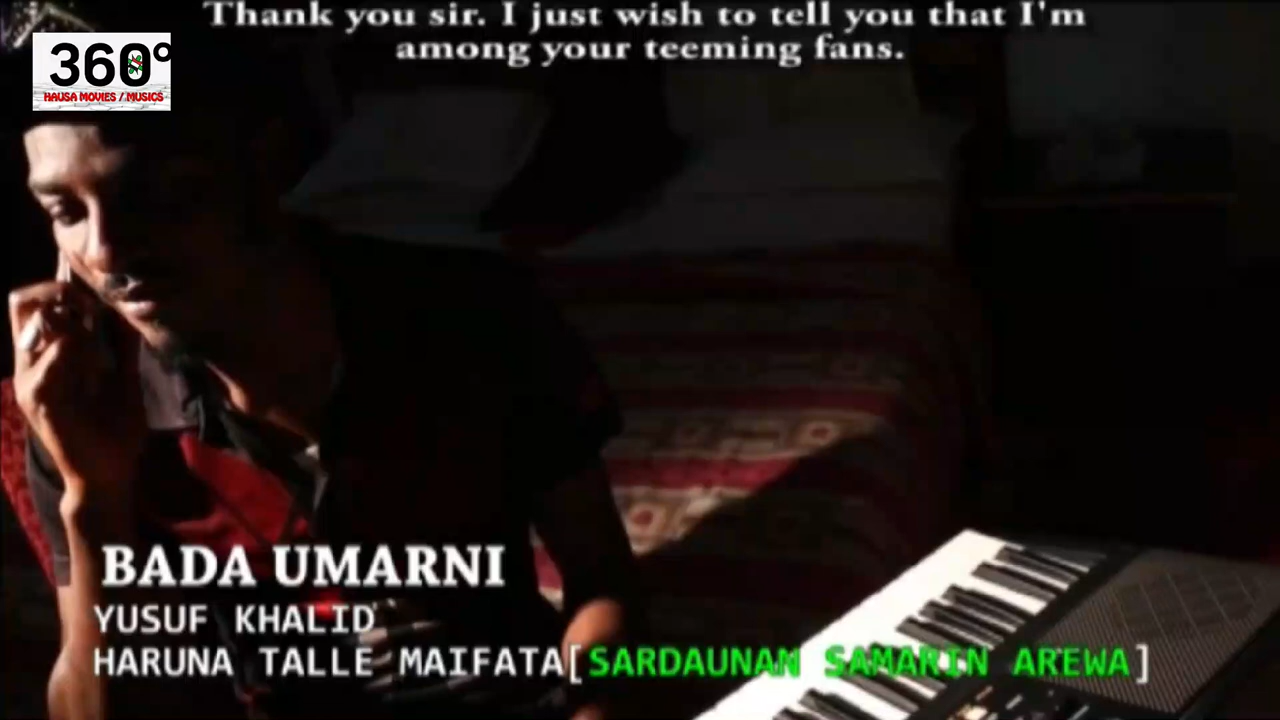 Thank you sir. I just wish to tell you that I'm
among your teeming fans.
360°
HAUSA MOVIES / MUSICS
BADA UMARNI
YUSUF KHALID
HARUNA TALLE MAIFATA[SARDAUNAN SAMARIN AREWA]